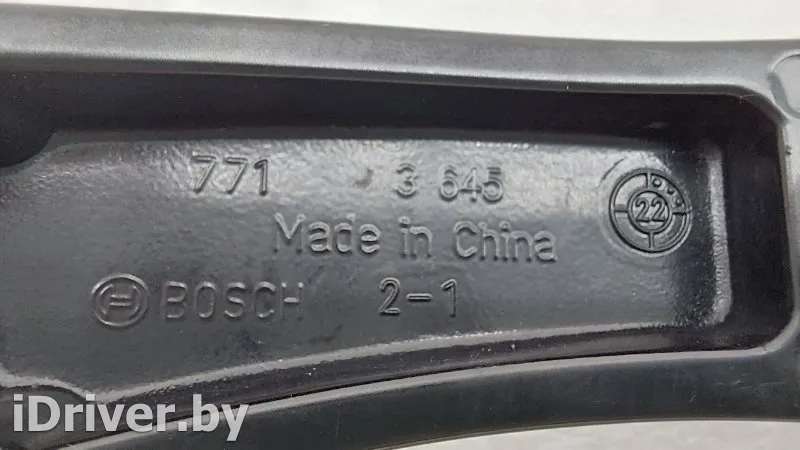 771 3 645
22
Made in China
BOSCH 2-1
iDriver.by